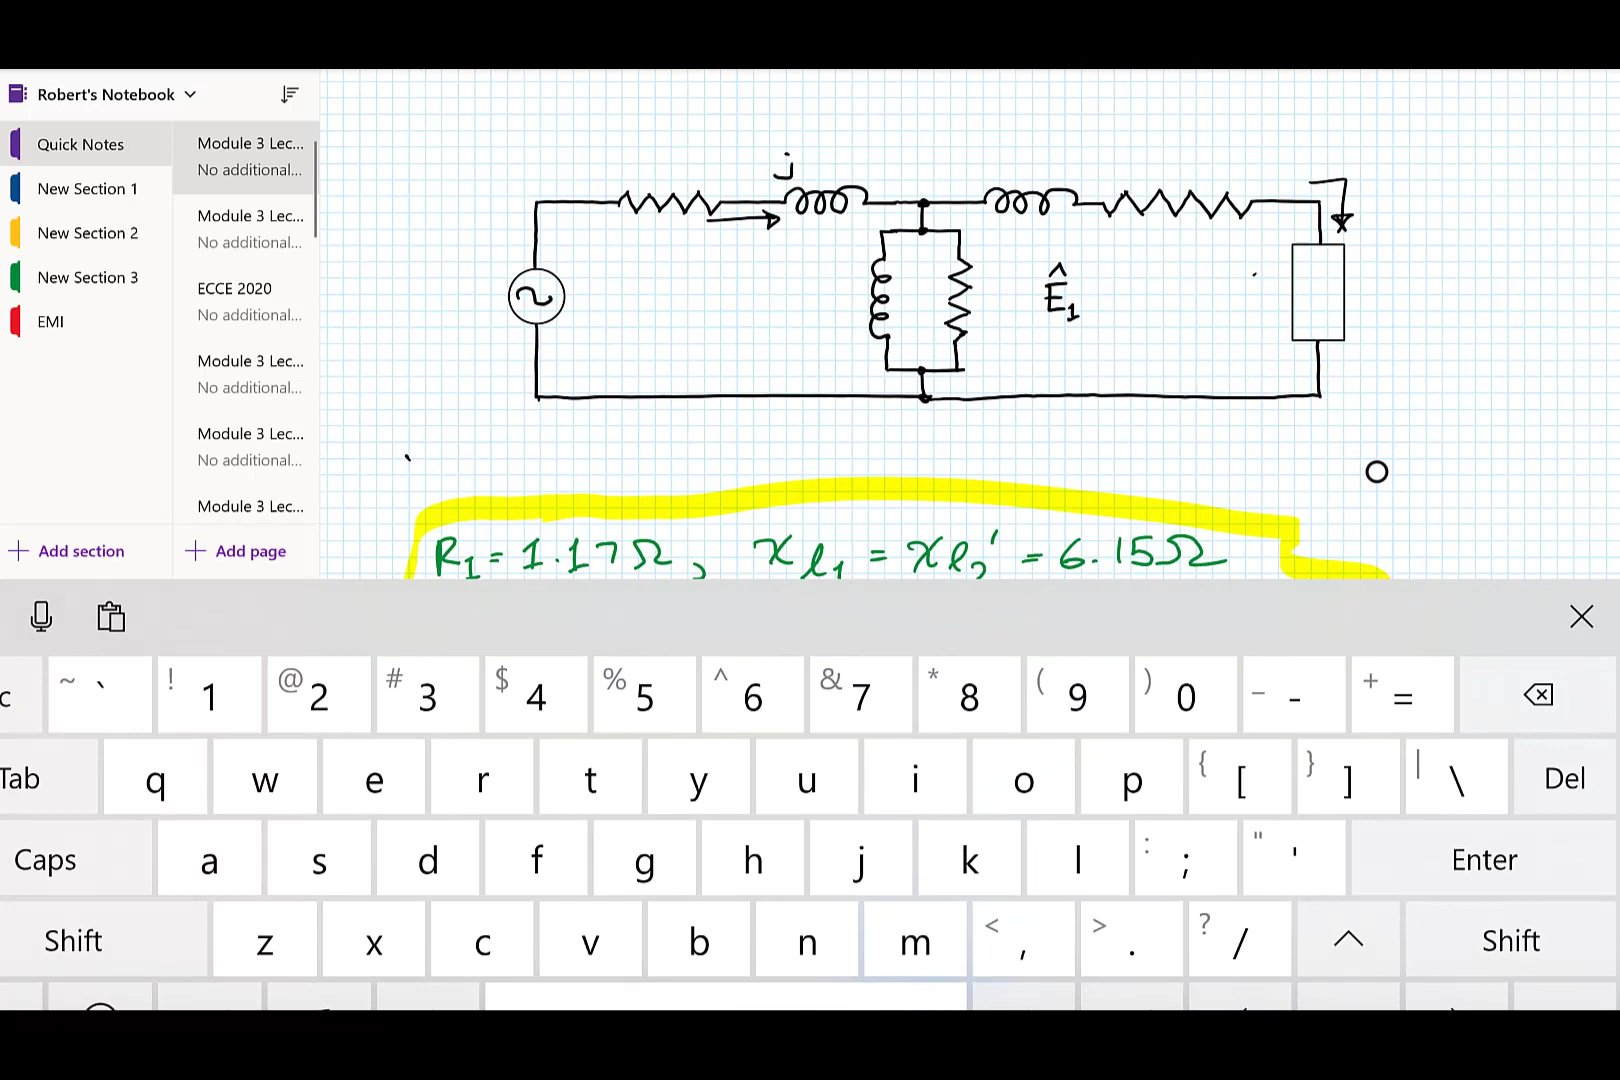 Robert's Notebook
Quick Notes
New Section 1
New Section 2
New Section 3
EMI
Add section
Module 3 Lec...
No additional...
Module 3 Lec...
No additional...
ECCE 2020
No additional...
Module 3 Lec...
No additional...
Module 3 Lec...
No additional...
Module 3 Lec...
Add page
j
Ê₁
R₁ = 1.17Ω, xℓ₁ = xℓ₂' = 6.15Ω
c ~ ` ! 1 @ 2 # 3 $ 4 % 5 ^ 6 & 7 * 8 ( 9 ) 0 _ - + =
Tab q w e r t y u i o p { [ } ] | \ Del
Caps a s d f g h j k l : ; " ' Enter
Shift z x c v b n m < , > . ? / Shift